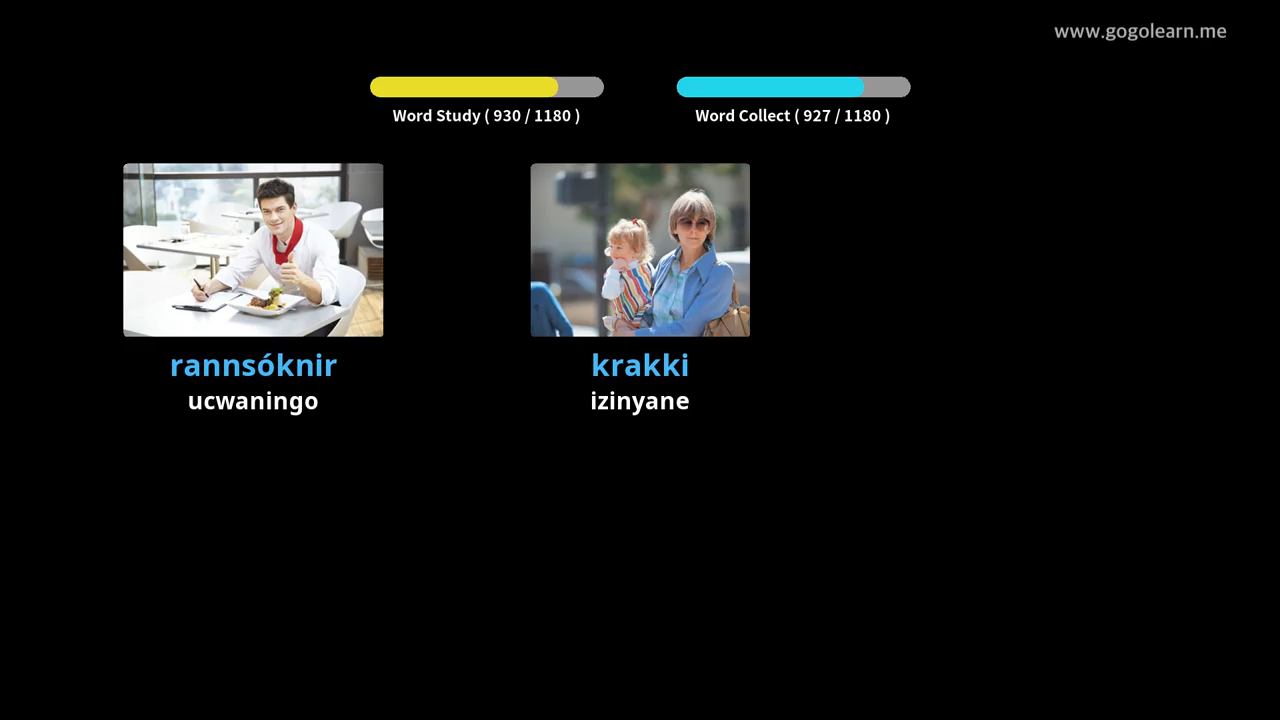 www.gogolearn.me
Word Study ( 930 / 1180 )
Word Collect ( 927 / 1180 )
rannsóknir
ucwaningo
krakki
izinyane